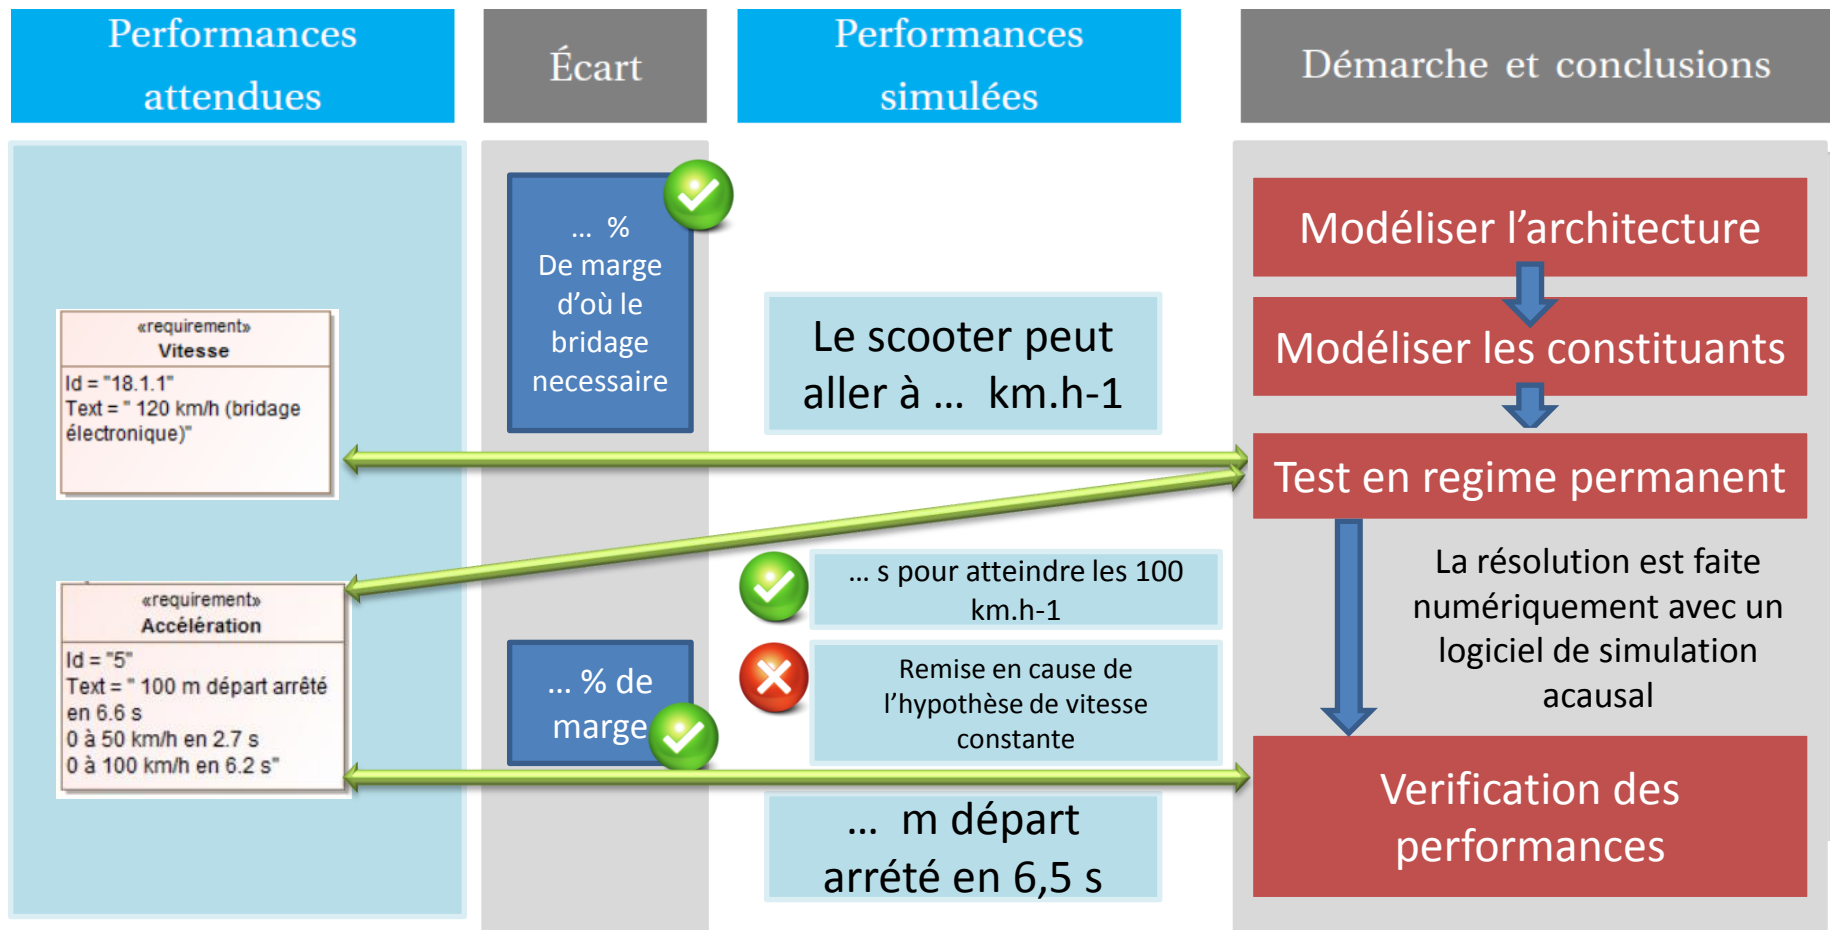 Performances
attendues
Écart
Performances
simulées
Démarche et conclusions
«requirement»
Vitesse
Id = "18.1.1"
Text = " 120 km/h (bridage
électronique)"
«requirement»
Accélération
Id = "5"
Text = " 100 m départ arrêté
en 6.6 s
0 à 50 km/h en 2.7 s
0 à 100 km/h en 6.2 s"
... %
De marge
d'où le
bridage
necessaire
... % de
marge
Le scooter peut
aller à ... km.h-1
... s pour atteindre les 100
km.h-1
Remise en cause de
l'hypothèse de vitesse
constante
... m départ
arrété en 6,5 s
Modéliser l'architecture
Modéliser les constituants
Test en regime permanent
La résolution est faite
numériquement avec un
logiciel de simulation
acausal
Verification des
performances